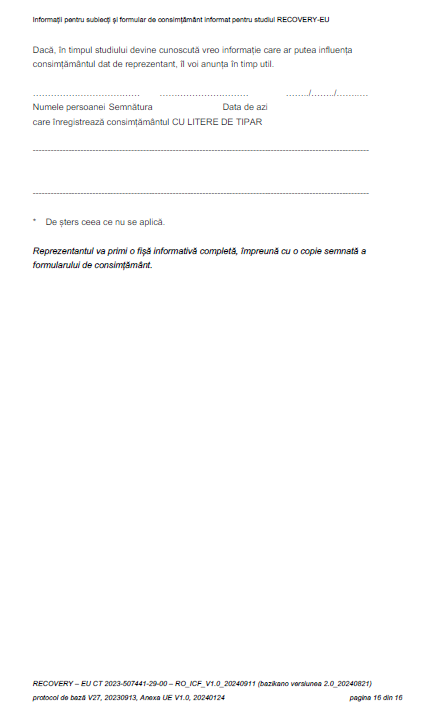 Informații pentru subiecți și formular de consimțământ informat pentru studiul RECOVERY-EU
Dacă, în timpul studiului devine cunoscută vreo informație care ar putea influența
consimțământul dat de reprezentant, îl voi anunța în timp util.
…………………………….. ………………………… ……../……../………..
Numele persoanei Semnătura Data de azi
care înregistrează consimțământul CU LITERE DE TIPAR
--------------------------------------------------------------------------------------------------------------------
--------------------------------------------------------------------------------------------------------------------
* De șters ceea ce nu se aplică.
Reprezentantul va primi o fișă informativă completă, împreună cu o copie semnată a
formularului de consimțământ.
RECOVERY – EU CT 2023-507441-29-00 – RO_ICF_V1.0_20240911 (bazikano versiunea 2.0_20240821)
protocol de bază V27, 20230913, Anexa UE V1.0, 20240124 pagina 16 din 16